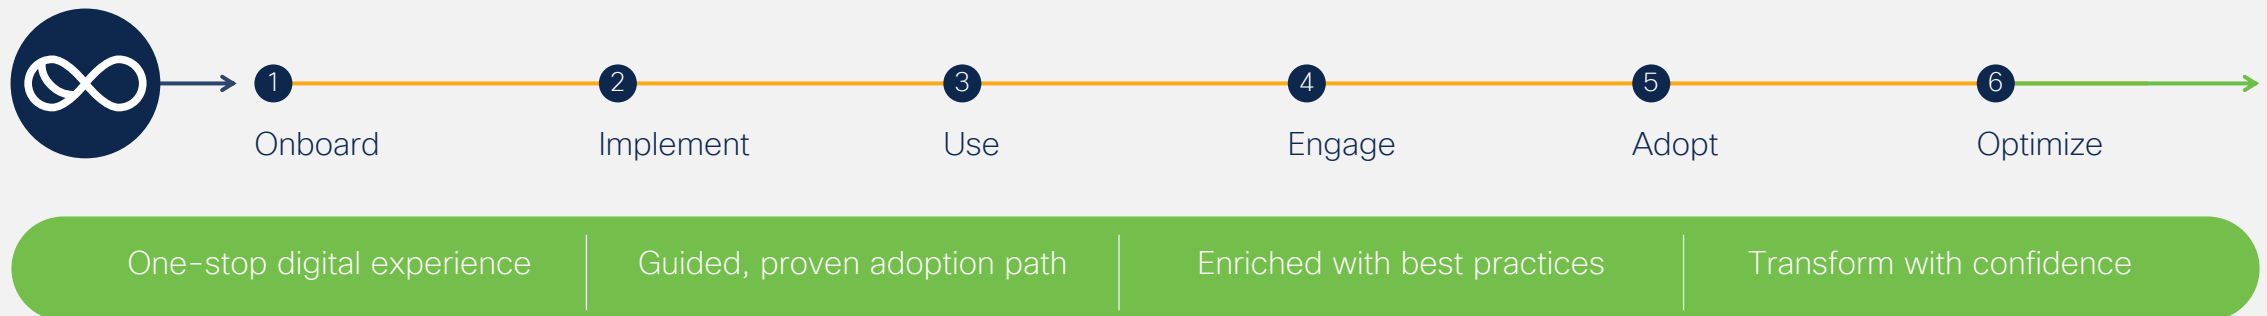 1 2 3 4 5 6
Onboard Implement Use Engage Adopt Optimize
One-stop digital experience Guided, proven adoption path Enriched with best practices Transform with confidence